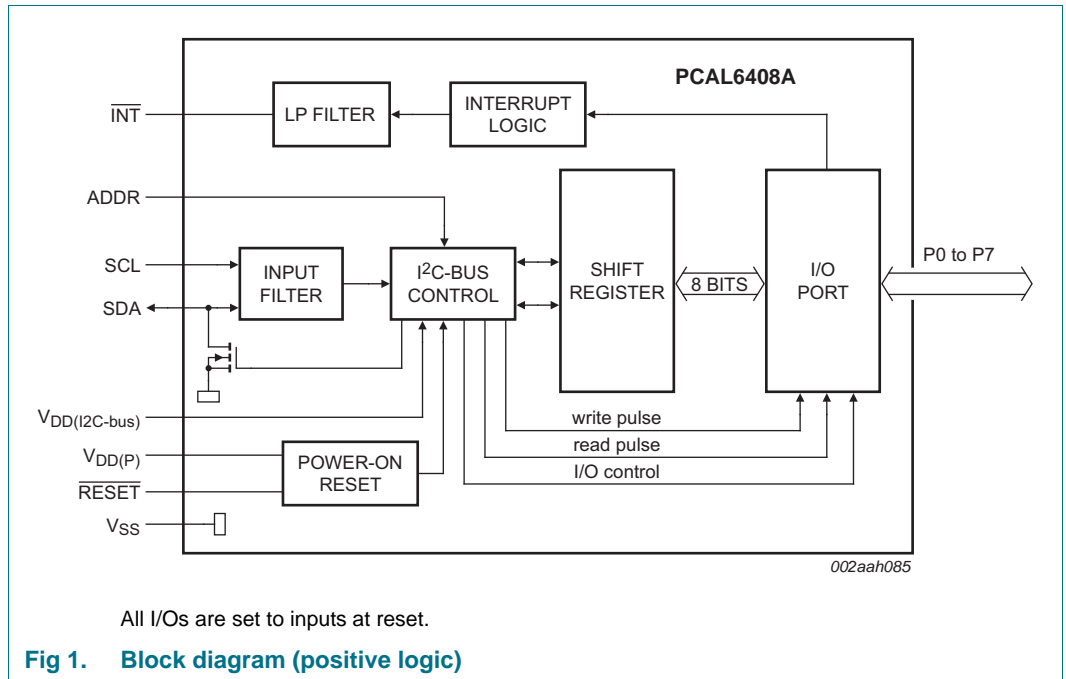 PCAL6408A
INT
LP FILTER
INTERRUPT
LOGIC
ADDR
SCL
SDA
INPUT
FILTER
I2C-BUS
CONTROL
SHIFT
REGISTER
8 BITS
I/O
PORT
P0 to P7
VDD(I2C-bus)
write pulse
read pulse
I/O control
VDD(P)
RESET
POWER-ON
RESET
VSS
002aah085
All I/Os are set to inputs at reset.
Fig 1. Block diagram (positive logic)